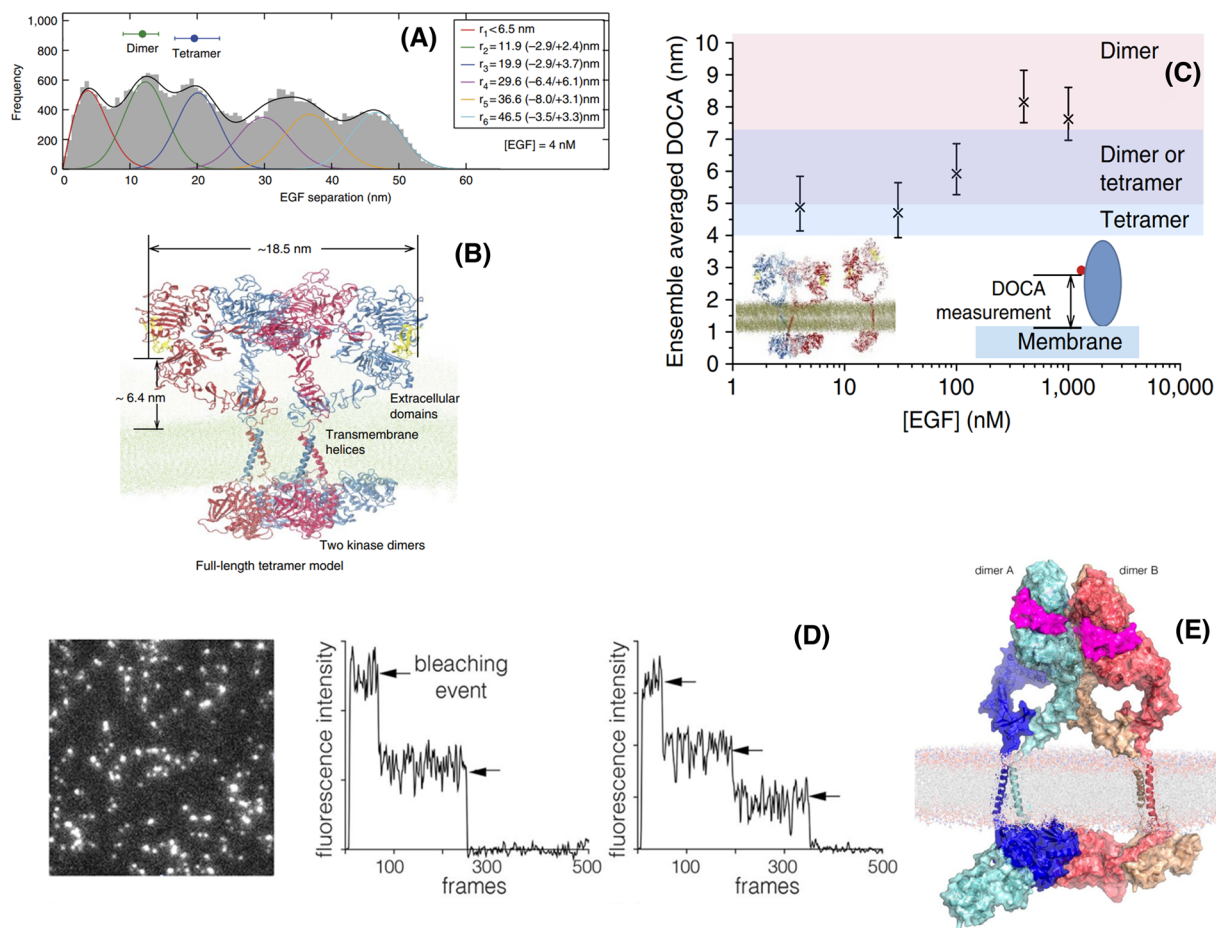 (A)
1,000
800
600
400
200
0
Frequency
0
10
20
30
40
50
60
EGF separation (nm)
Dimer
Tetramer
r1<6.5 nm
r2=11.9 (−2.9/+2.4)nm
r3=19.9 (−2.9/+3.7)nm
r4=29.6 (−6.4/+6.1)nm
r5=36.6 (−8.0/+3.1)nm
r6=46.5 (−3.5/+3.3)nm
[EGF] = 4 nM
(B)
~18.5 nm
~ 6.4 nm
Extracellular
domains
Transmembrane
helices
Two kinase dimers
Full-length tetramer model
(C)
10
9
8
7
6
5
4
3
2
1
0
Ensemble averaged DOCA (nm)
Dimer
Dimer or
tetramer
Tetramer
DOCA
measurement
Membrane
1
10
100
1,000
10,000
[EGF] (nM)
(D)
fluorescence intensity
bleaching
event
100
300
500
frames
fluorescence intensity
100
300
500
frames
dimer A
dimer B
(E)